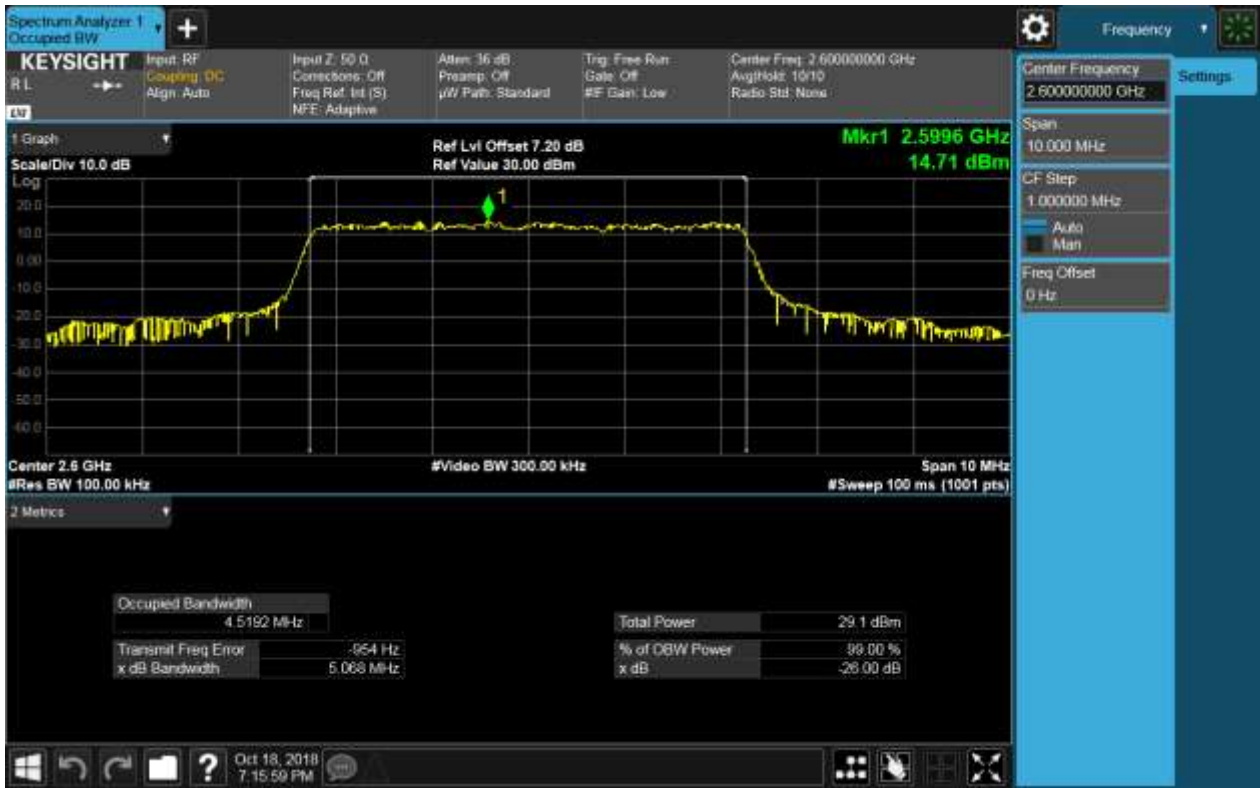 Spectrum Analyzer 1
Occupied BW
Frequency
KEYSIGHT
R L
Input: RF
Coupling: DC
Align: Auto
Input Z: 50 Ω
Corrections: Off
Freq Ref: Int (S)
NFE: Adaptive
Atten: 36 dB
Preamp: Off
µW Path: Standard
Trig: Free Run
Gate: Off
#IF Gain: Low
Center Freq: 2.600000000 GHz
Avg|Hold: 10/10
Radio Std: None
Center Frequency
2.600000000 GHz
Settings
Span
10.000 MHz
CF Step
1.000000 MHz
Auto
Man
Freq Offset
0 Hz
1 Graph
Scale/Div 10.0 dB
Ref Lvl Offset 7.20 dB
Ref Value 30.00 dBm
Mkr1 2.5996 GHz
14.71 dBm
Log
20.0
10.0
0.00
-10.0
-20.0
-30.0
-40.0
-50.0
-60.0
1
Center 2.6 GHz
#Res BW 100.00 kHz
#Video BW 300.00 kHz
Span 10 MHz
#Sweep 100 ms (1001 pts)
2 Metrics
Occupied Bandwidth
4.5192 MHz
Transmit Freq Error -954 Hz
x dB Bandwidth 5.068 MHz
Total Power 29.1 dBm
% of OBW Power 99.00 %
x dB -26.00 dB
?
Oct 18, 2018
7:15:59 PM